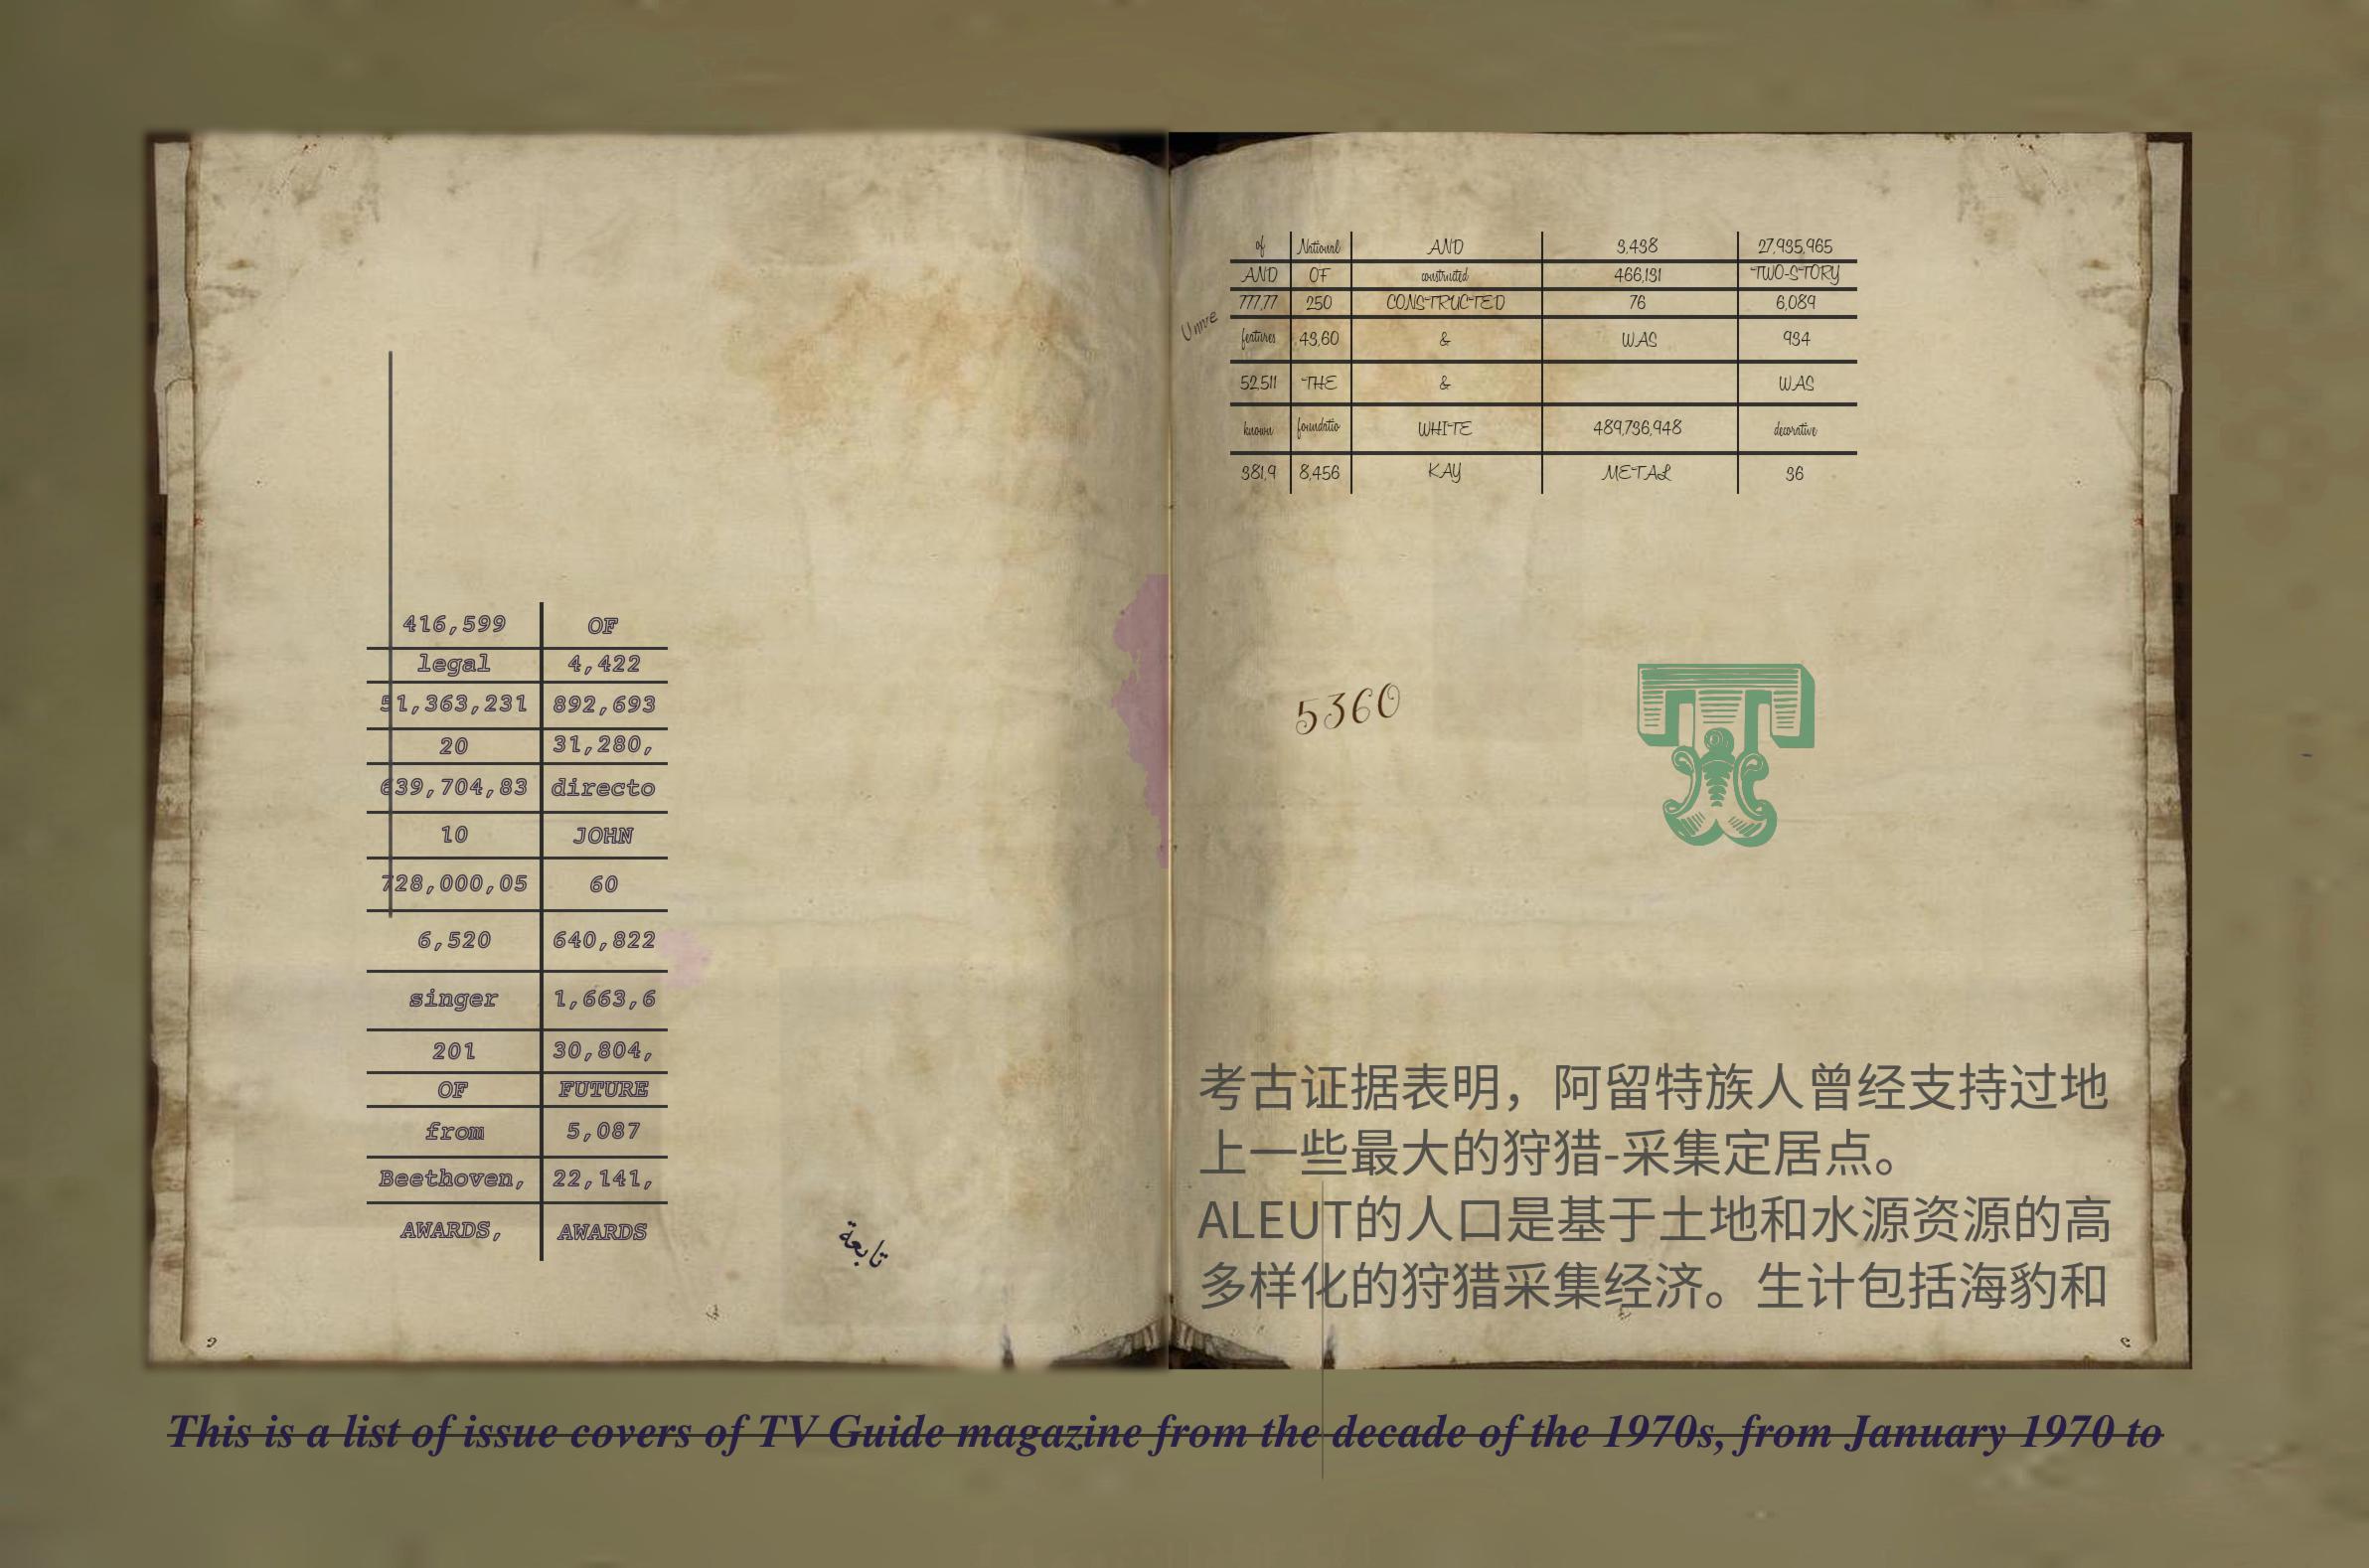 416,599 OF
legal 4,422
51,363,231 892,693
20 31,280,
639,704,83 directo
10 JOHN
728,000,05 60
6,520 640,822
singer 1,663,6
201 30,804,
OF FUTURE
from 5,087
Beethoven, 22,141,
AWARDS, AWARDS
تابعة
of National AND 3,438 27,935,965
AND OF constructed 466,131 TWO-STORY
777,77 250 CONSTRUCTED 76 6,089
features 43,60 & WAS 934
52,511 THE & WAS
known foundatio WHITE 489,736,948 decorative
381,9 8,456 KAY METAL 36
Unive
5360
T
考古证据表明，阿留特族人曾经支持过地
上一些最大的狩猎-采集定居点。
ALEUT的人口是基于土地和水源资源的高
多样化的狩猎采集经济。生计包括海豹和
This is a list of issue covers of TV Guide magazine from the decade of the 1970s, from January 1970 to